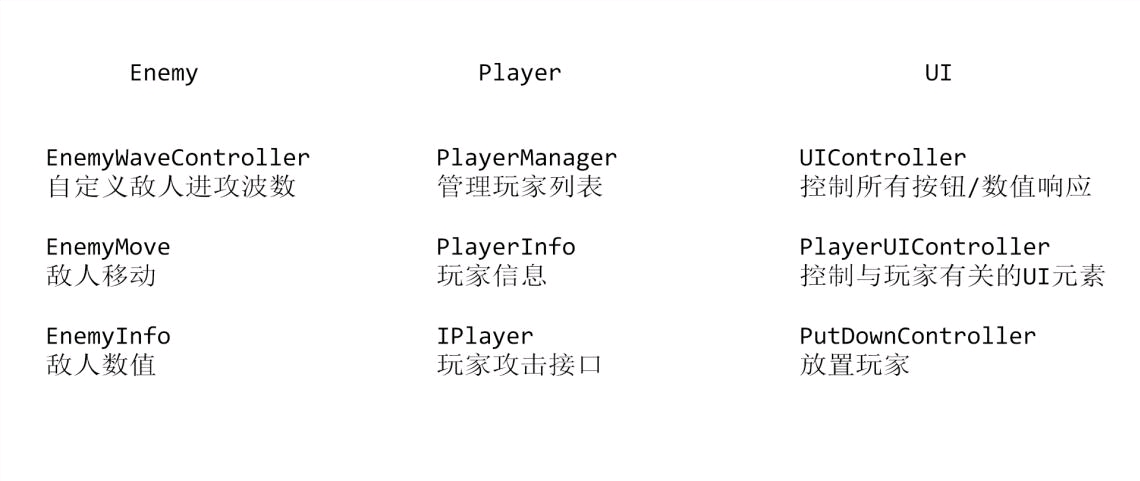 Enemy
Player
UI
EnemyWaveController
自定义敌人进攻波数
EnemyMove
敌人移动
EnemyInfo
敌人数值
PlayerManager
管理玩家列表
PlayerInfo
玩家信息
IPlayer
玩家攻击接口
UIController
控制所有按钮/数值响应
PlayerUIController
控制与玩家有关的UI元素
PutDownController
放置玩家